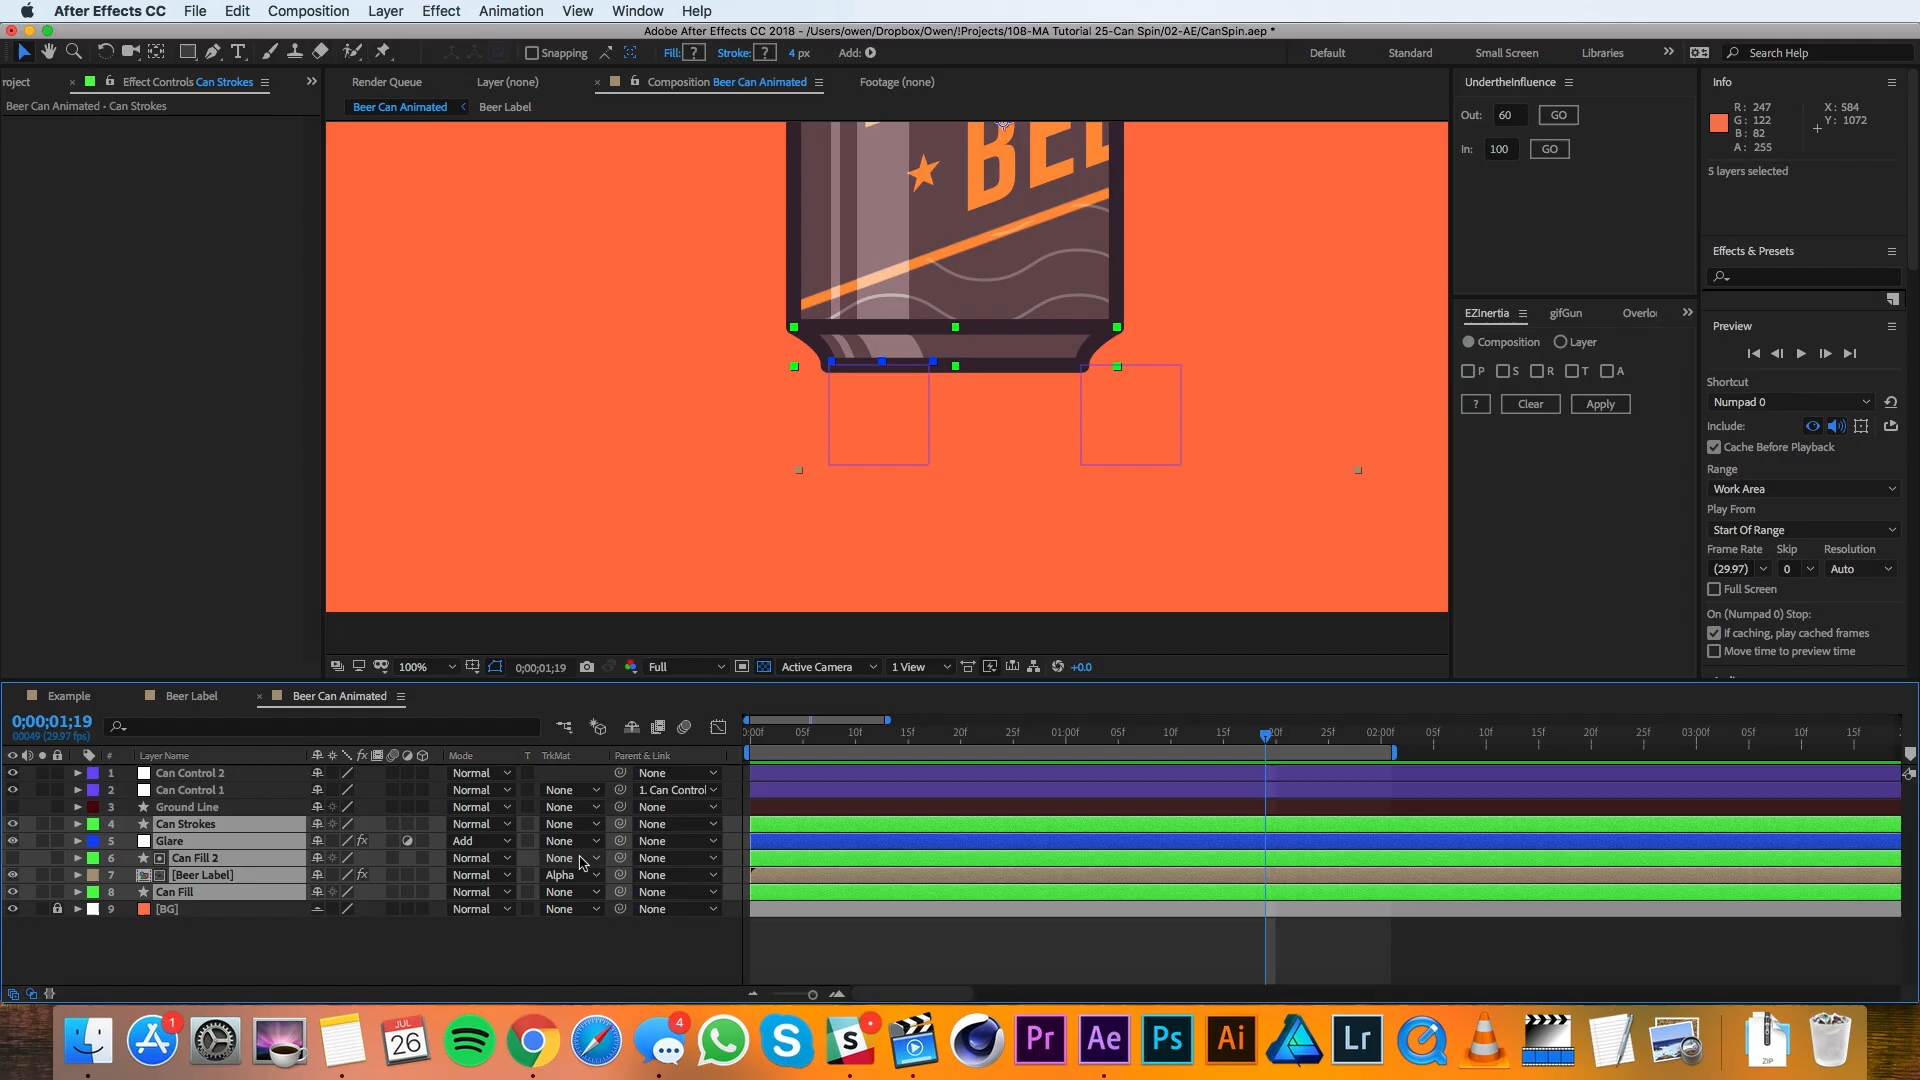 After Effects CC File Edit Composition Layer Effect Animation View Window Help
Adobe After Effects CC 2018 - /Users/owen/Dropbox/Owen/!Projects/108-MA Tutorial 25-Can Spin/02-AE/CanSpin.aep *
Snapping Fill: ? Stroke: ? 4 px Add: Default Standard Small Screen Libraries Search Help
roject Effect Controls Can Strokes Render Queue Layer (none) Composition Beer Can Animated Footage (none) UndertheInfluence Info
Beer Can Animated • Can Strokes Beer Can Animated Beer Label
Out: 60 GO
In: 100 GO
R: 247 X: 584
G: 122 Y: 1072
B: 82
A: 255
5 layers selected
Effects & Presets
EZInertia gifGun Overlo
Composition Layer
P S R T A
? Clear Apply
Preview
Shortcut
Numpad 0
Include:
Cache Before Playback
Range
Work Area
Play From
Start Of Range
Frame Rate Skip Resolution
(29.97) 0 Auto
Full Screen
On (Numpad 0) Stop:
If caching, play cached frames
Move time to preview time
100% 0;00;01;19 Full Active Camera 1 View +0.0
Example Beer Label Beer Can Animated
0;00;01;19
00049 (29.97 fps)
:00f 05f 10f 15f 20f 25f 01:00f 05f 10f 15f 20f 25f 02:00f 05f 10f 15f 20f 25f 03:00f 05f 10f 15f
# Layer Name fx Mode T TrkMat Parent & Link
1 Can Control 2 Normal None
2 Can Control 1 Normal None 1. Can Control
3 Ground Line Normal None None
4 Can Strokes Normal None None
5 Glare fx Add None None
6 Can Fill 2 Normal None None
7 [Beer Label] fx Normal Alpha None
8 Can Fill Normal None None
9 [BG] Normal None None
1 JUL 26 4 Pr Ae Ps Ai Lr ZIP